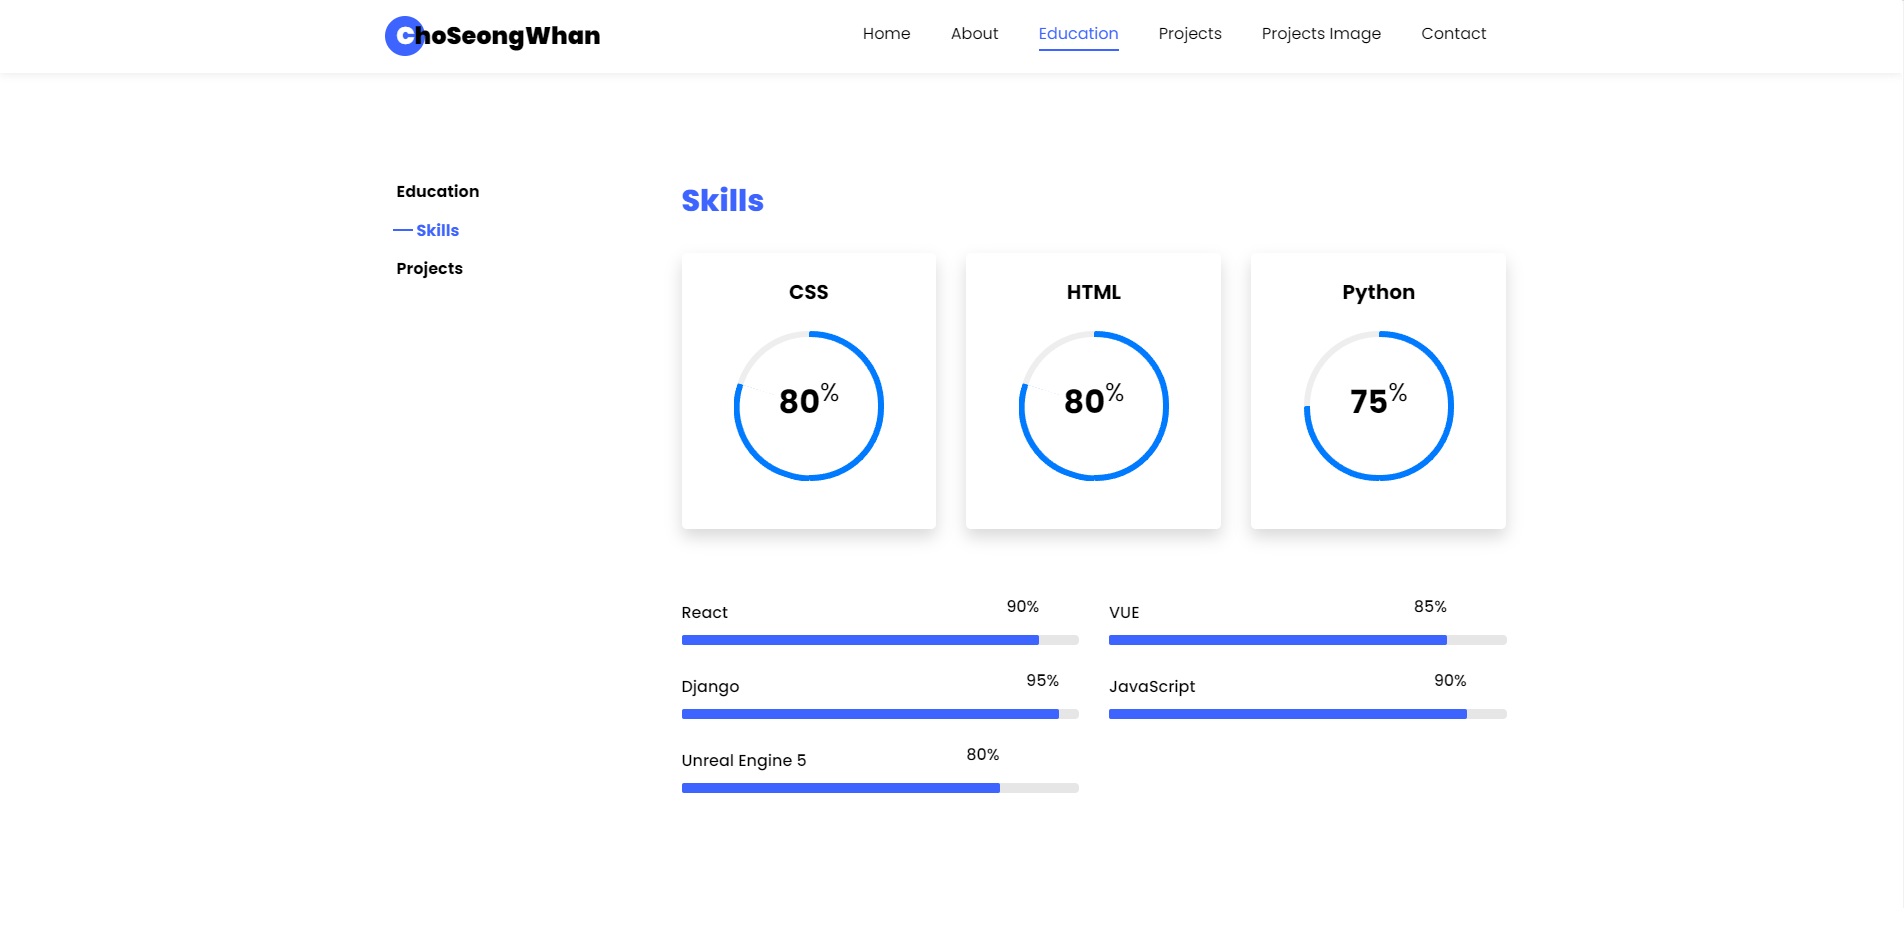 ChoSeongWhan
Home About Education Projects Projects Image Contact
Education
Skills
Projects
Skills
CSS
80%
HTML
80%
Python
75%
React 90%
VUE 85%
Django 95%
JavaScript 90%
Unreal Engine 5 80%